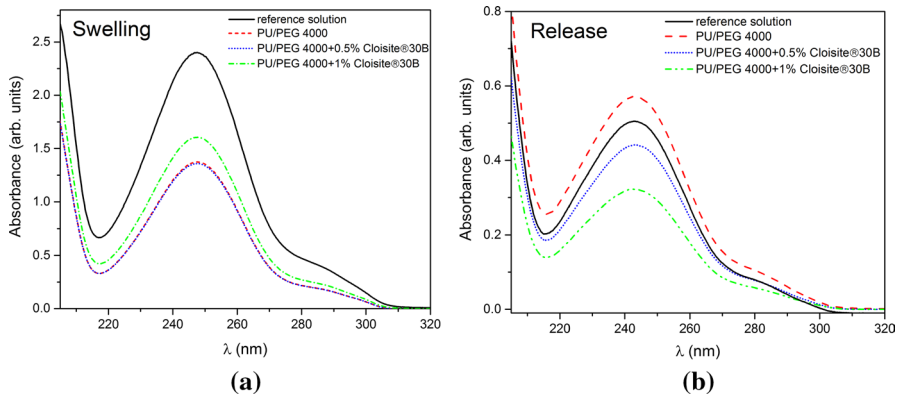 Swelling
reference solution
PU/PEG 4000
PU/PEG 4000+0.5% Cloisite®30B
PU/PEG 4000+1% Cloisite®30B
2.5
2.0
1.5
1.0
0.5
0.0
Absorbance (arb. units)
220 240 260 280 300 320
λ (nm)
(a)
Release
reference solution
PU/PEG 4000
PU/PEG 4000+0.5% Cloisite®30B
PU/PEG 4000+1% Cloisite®30B
0.8
0.6
0.4
0.2
0.0
Absorbance (arb. units)
220 240 260 280 300 320
λ (nm)
(b)